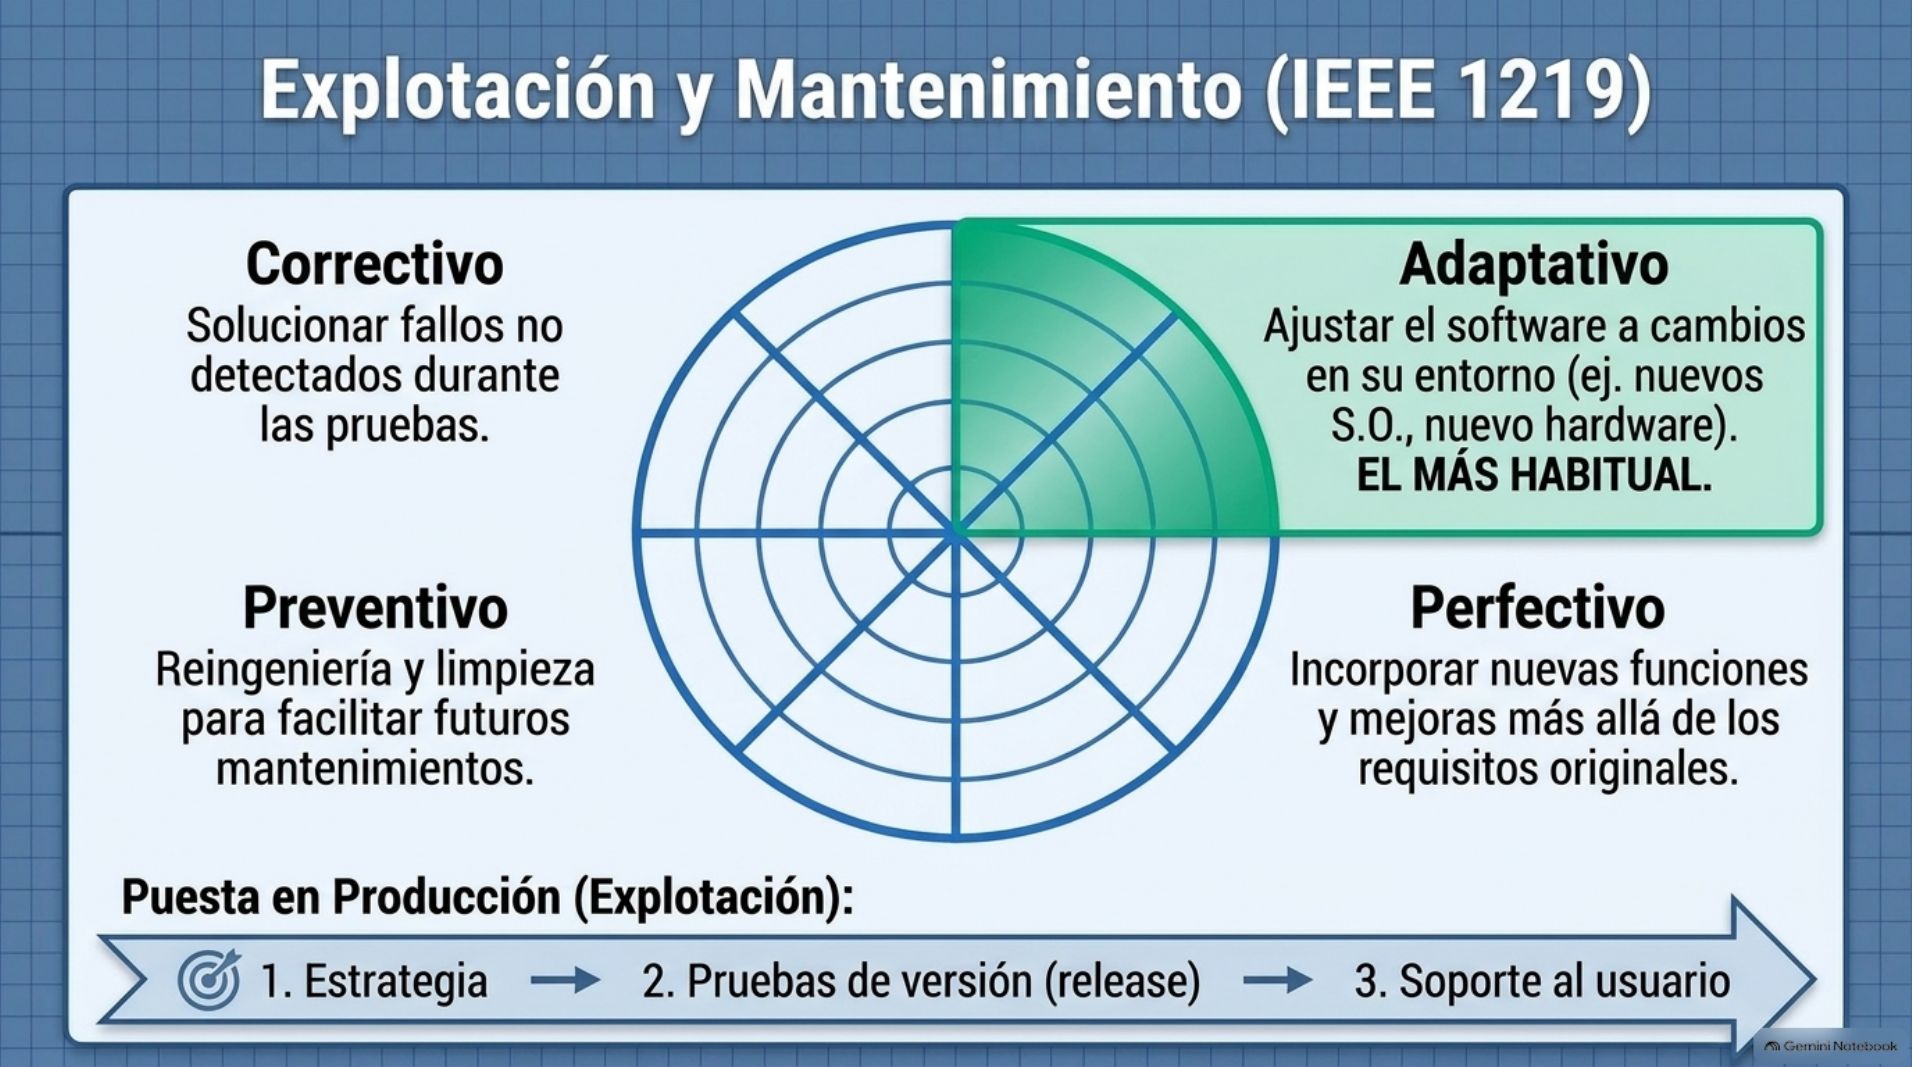 Explotación y Mantenimiento (IEEE 1219)
Correctivo
Solucionar fallos no
detectados durante
las pruebas.
Adaptativo
Ajustar el software a cambios
en su entorno (ej. nuevos
S.O., nuevo hardware).
EL MÁS HABITUAL.
Preventivo
Reingeniería y limpieza
para facilitar futuros
mantenimientos.
Perfectivo
Incorporar nuevas funciones
y mejoras más allá de los
requisitos originales.
Puesta en Producción (Explotación):
1. Estrategia
2. Pruebas de versión (release)
3. Soporte al usuario
Gemini Notebook